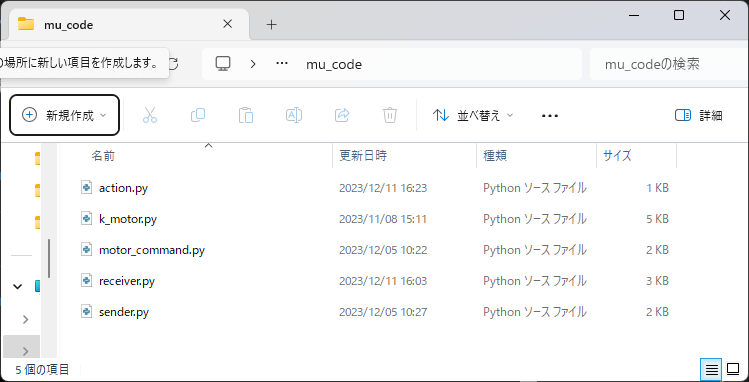 mu_code
の場所に新しい項目を作成します。
mu_code
mu_codeの検索
新規作成
並べ替え
詳細
名前 更新日時 種類 サイズ
action.py 2023/12/11 16:23 Python ソース ファイル 1 KB
k_motor.py 2023/11/08 15:11 Python ソース ファイル 5 KB
motor_command.py 2023/12/05 10:22 Python ソース ファイル 2 KB
receiver.py 2023/12/11 16:03 Python ソース ファイル 3 KB
sender.py 2023/12/05 10:27 Python ソース ファイル 2 KB
5 個の項目